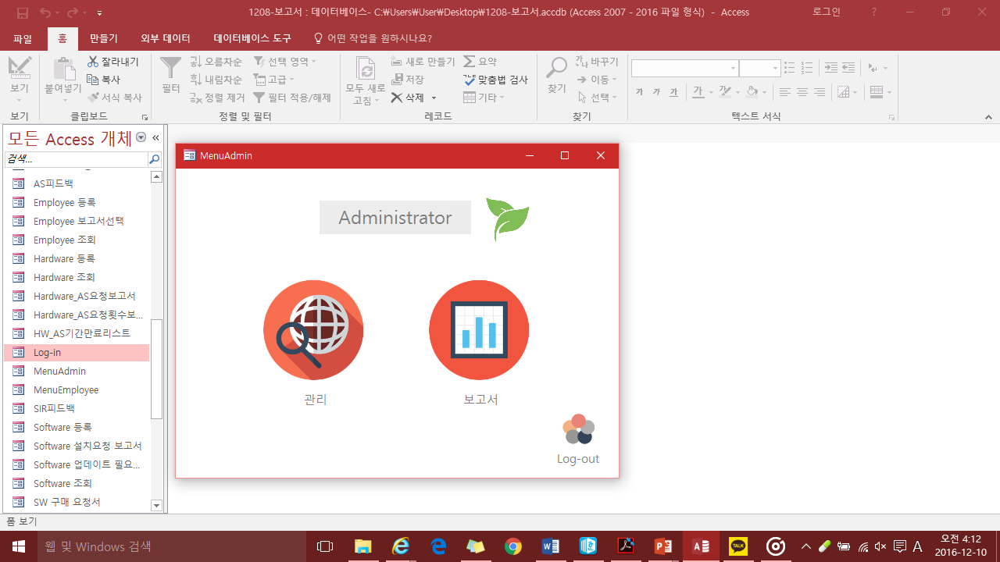 1208-보고서 : 데이터베이스- C:₩Users₩User₩Desktop₩1208-보고서.accdb (Access 2007 - 2016 파일 형식) - Access
로그인
?
파일
홈
만들기
외부 데이터
데이터베이스 도구
어떤 작업을 원하시나요?
보기
보기
붙여넣기
잘라내기
복사
서식 복사
클립보드
필터
오름차순
내림차순
정렬 제거
선택 영역
고급
필터 적용/해제
정렬 및 필터
모두 새로
고침
새로 만들기
저장
삭제
요약
맞춤법 검사
기타
레코드
찾기
바꾸기
이동
선택
찾기
가 가 가 가
텍스트 서식
모든 Access 개체
검색...
AS피드백
Employee 등록
Employee 보고서선택
Employee 조회
Hardware 등록
Hardware 조회
Hardware_AS요청보고서
Hardware_AS요청횟수보...
HW_AS기간만료리스트
Log-in
MenuAdmin
MenuEmployee
SIR피드백
Software 등록
Software 설치요청 보고서
Software 업데이트 필요...
Software 조회
SW 구매 요청서
MenuAdmin
Administrator
관리
보고서
Log-out
폼 보기
웹 및 Windows 검색
TALK
A
오전 4:12
2016-12-10